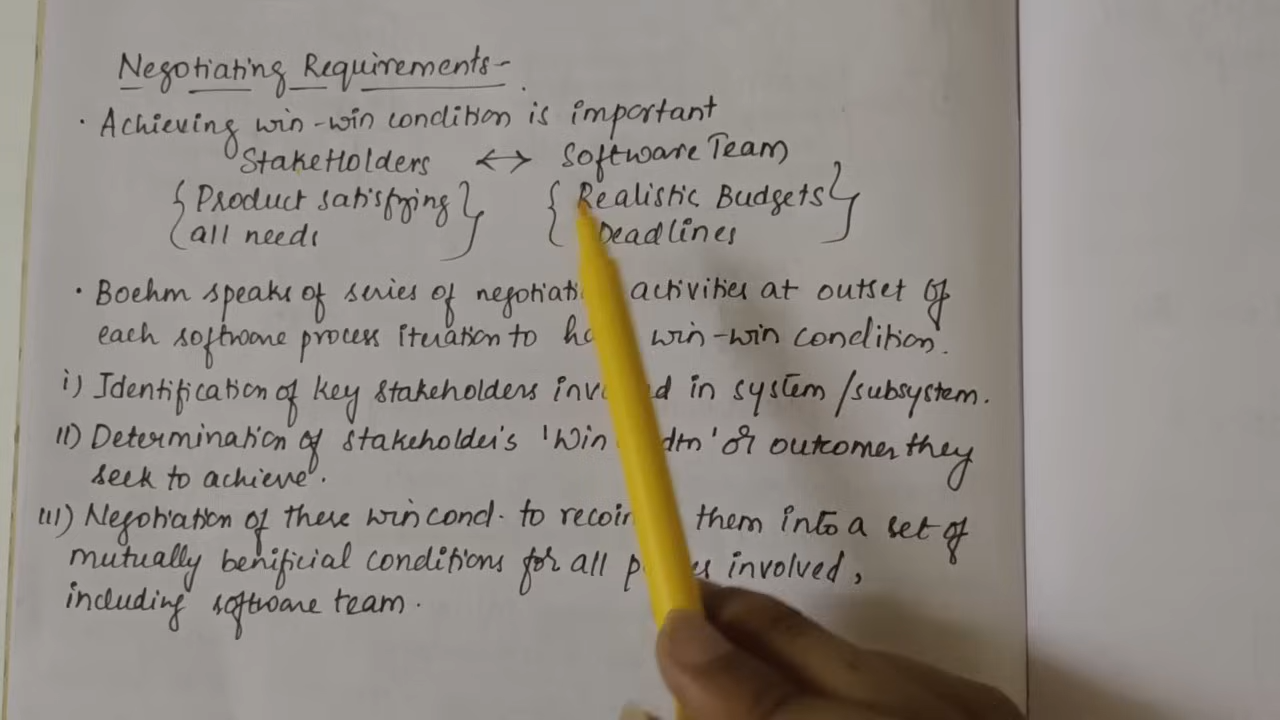 Negotiating Requirements-
· Achieving win-win condition is important
StakeHolders ↔ Software Team
{Product satisfying all needs} {Realistic Budgets Deadlines}
· Boehm speaks of series of activities at outset of
each software process iteration to win-win condition.
i) Identification of key stakeholders in system/subsystem.
II) Determination of stakeholder's 'Win or outcomes they
seek to achieve.
III) Negotiation of these win cond. to them into a set of
mutually benificial conditions for all involved,
including software team.